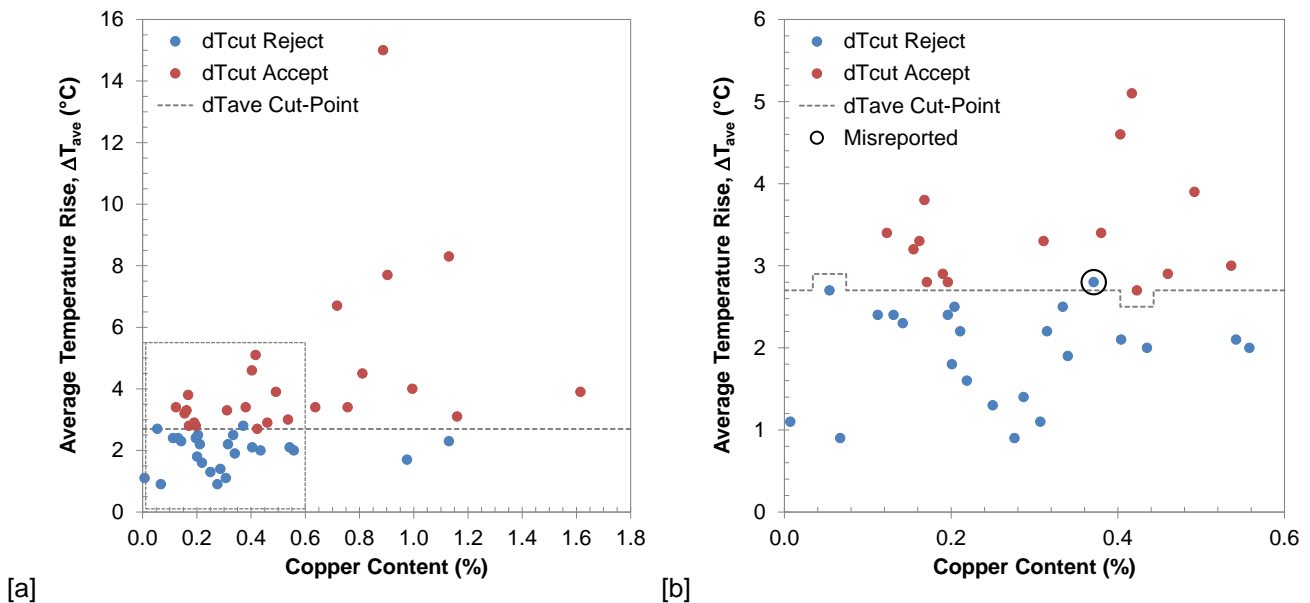 16
14
12
10
8
6
4
2
0
Average Temperature Rise, ΔTave (°C)
dTcut Reject
dTcut Accept
dTave Cut-Point
0.0 0.2 0.4 0.6 0.8 1.0 1.2 1.4 1.6 1.8
Copper Content (%)
[a]
6
5
4
3
2
1
0
Average Temperature Rise, ΔTave (°C)
dTcut Reject
dTcut Accept
dTave Cut-Point
Misreported
0.0 0.2 0.4 0.6
Copper Content (%)
[b]